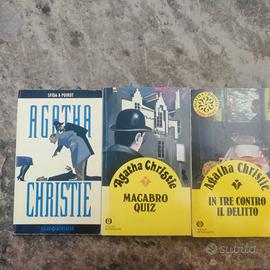 SFIDA A POIROT
AGATHA
CHRISTIE
Agatha Christie
MACABRO
QUIZ
Agatha Christie
IN TRE CONTRO
IL DELITTO
subito